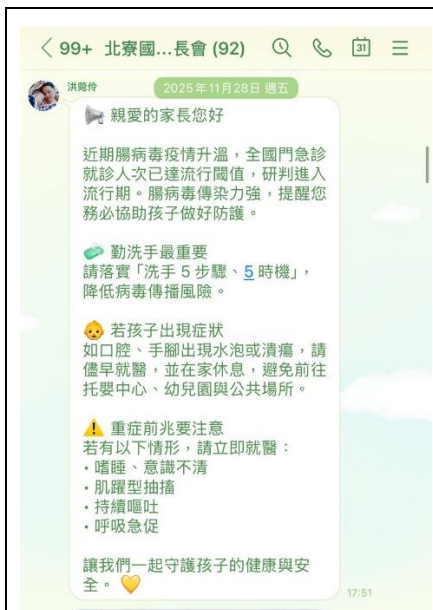 99+ 北寮國...長會 (92)
31
洪薙伶
2025年11月28日 週五
📢 親愛的家長您好
近期腸病毒疫情升溫，全國門急診
就診人次已達流行閾值，研判進入
流行期。腸病毒傳染力強，提醒您
務必協助孩子做好防護。
🧼 勤洗手最重要
請落實「洗手 5 步驟、5 時機」，
降低病毒傳播風險。
👶 若孩子出現症狀
如口腔、手腳出現水泡或潰瘍，請
儘早就醫，並在家休息，避免前往
托嬰中心、幼兒園與公共場所。
⚠️ 重症前兆要注意
若有以下情形，請立即就醫：
・嗜睡、意識不清
・肌躍型抽搐
・持續嘔吐
・呼吸急促
讓我們一起守護孩子的健康與安
全。💛
17:51